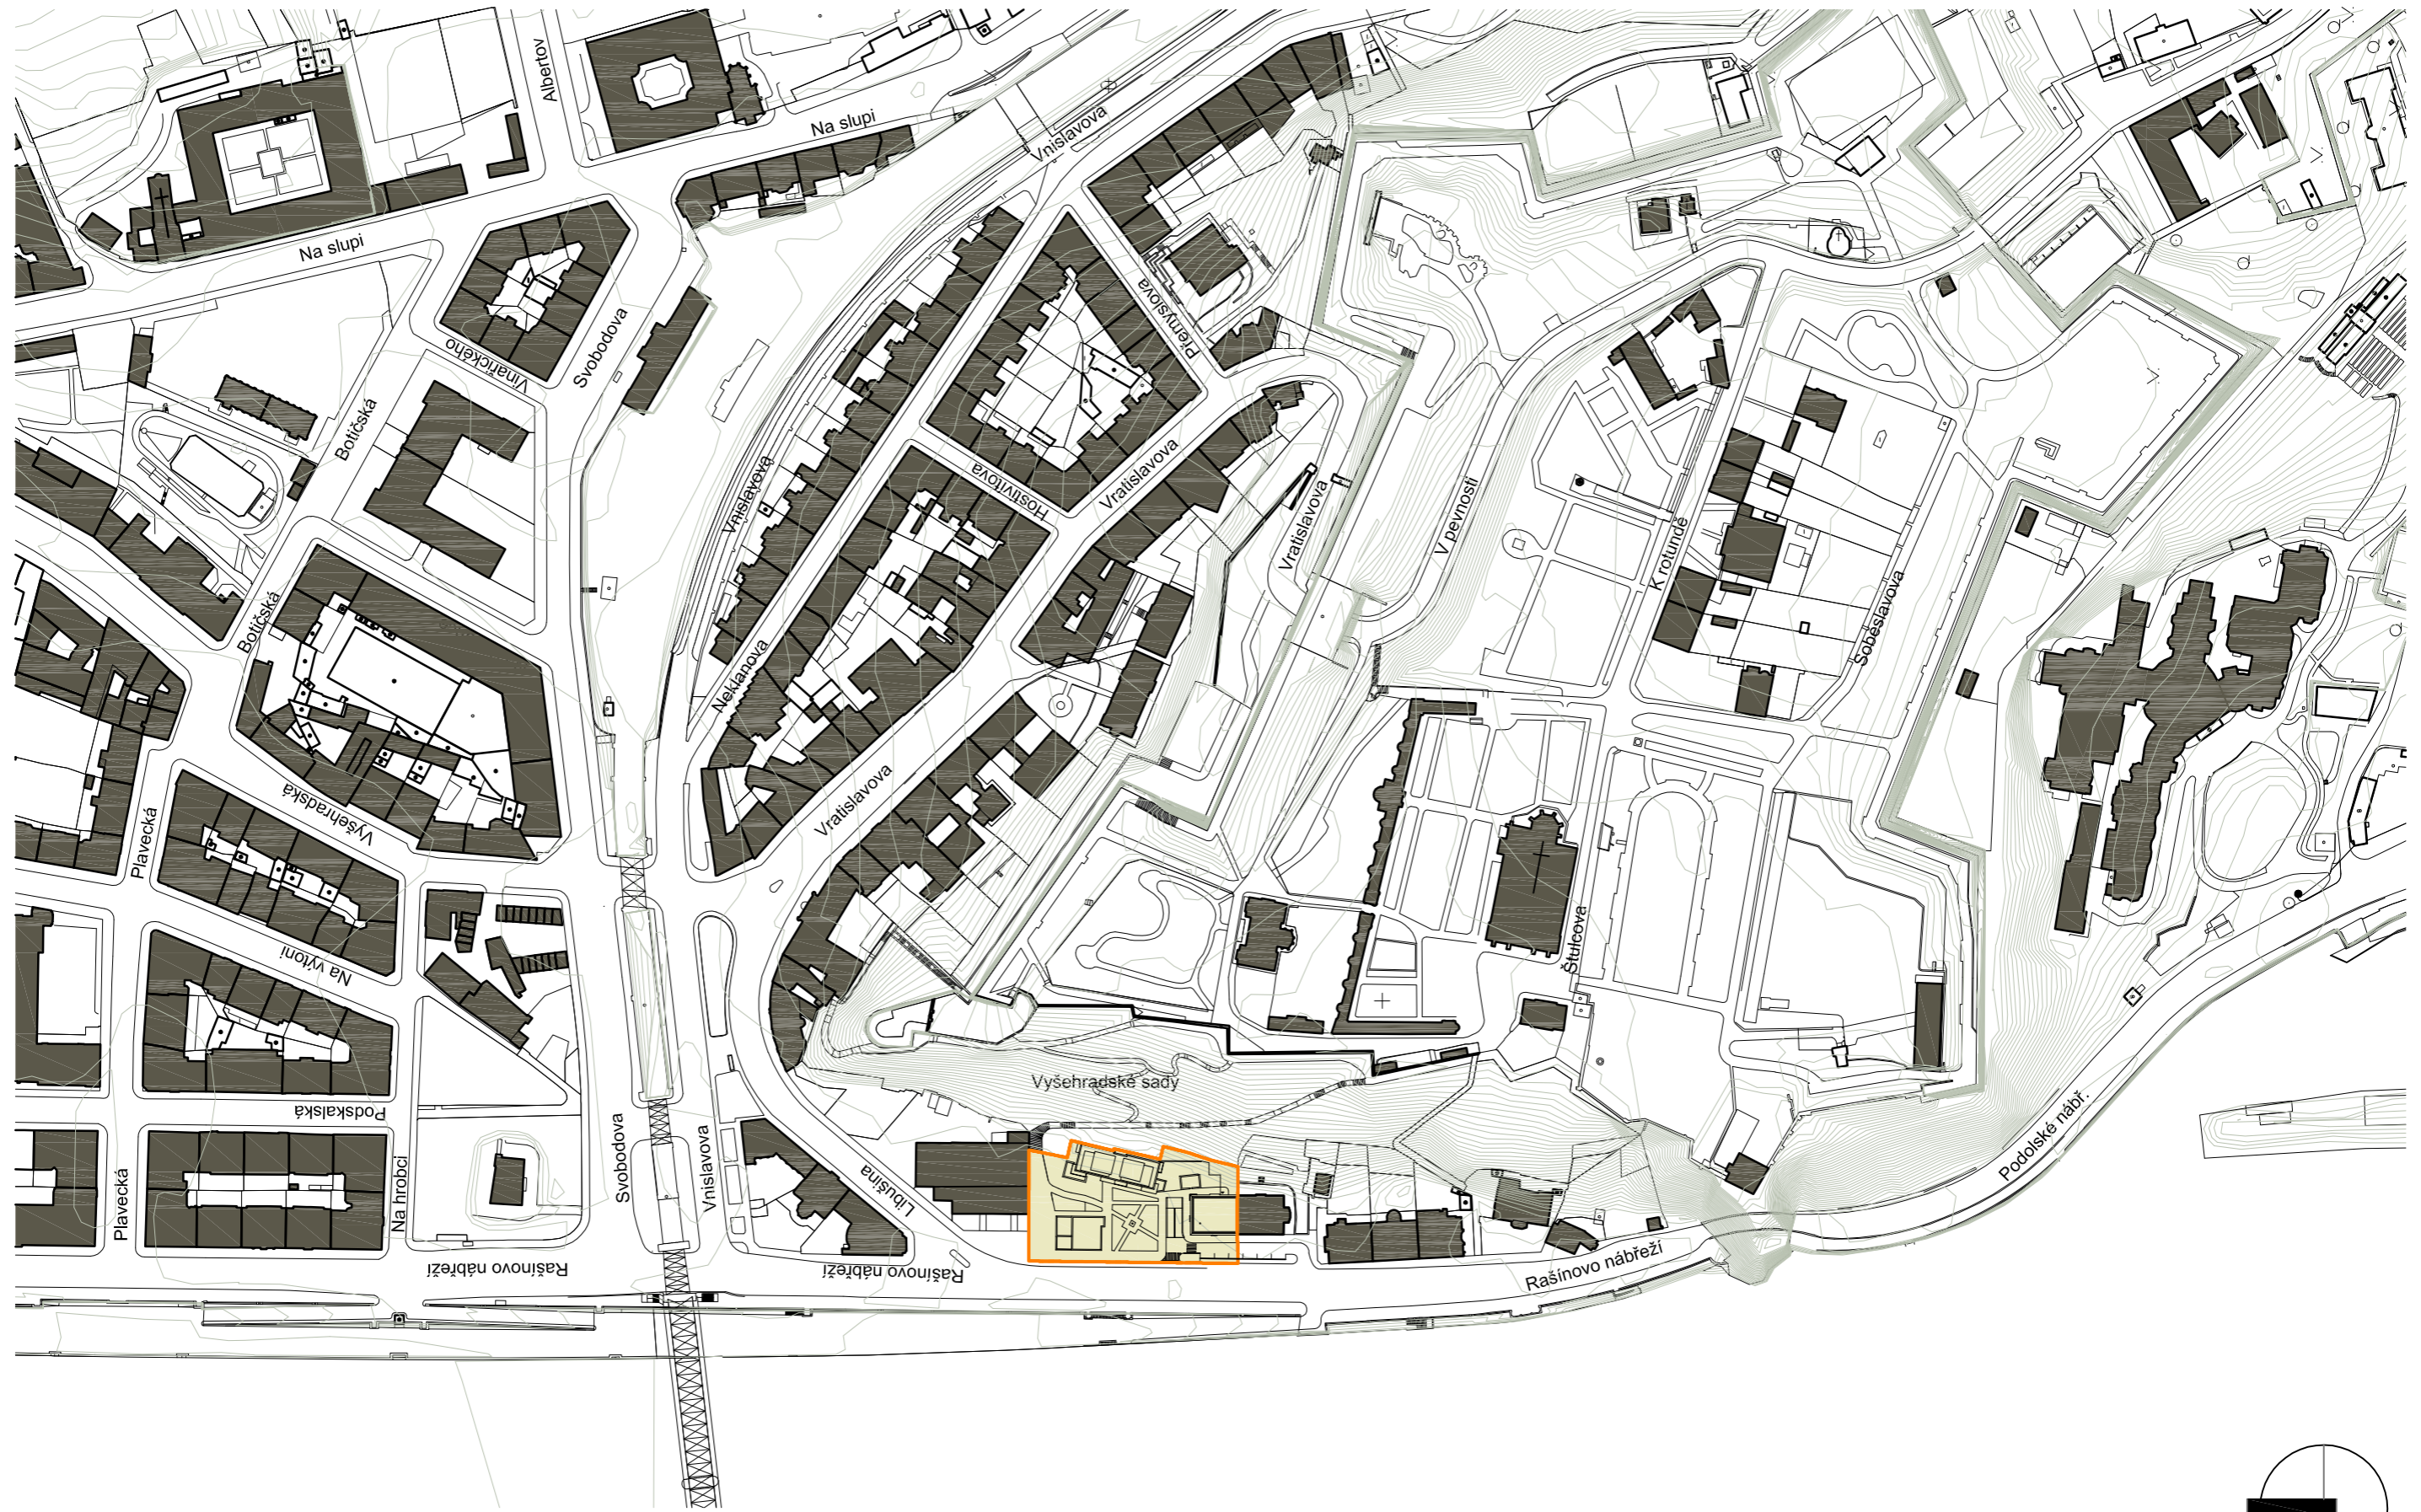 Albertov
Na slupi
Vnislavova
Na slupi
Přemyslova
Svobodova
Vinařického
Botičská
Vratislavova
Hostivítova
Vnislavova
Vratislavova
V pevnosti
K rotundě
Soběslavova
Botičská
Neklanova
Vratislavova
Vyšehradská
Plavecká
Na výtoni
Štulcova
Vyšehradské sady
Podskalská
Podolské nábř.
Svobodova
Vnislavova
Libušina
Plavecká
Na hrobci
Rašínovo nábřeží
Rašínovo nábřeží
Rašínovo nábřeží